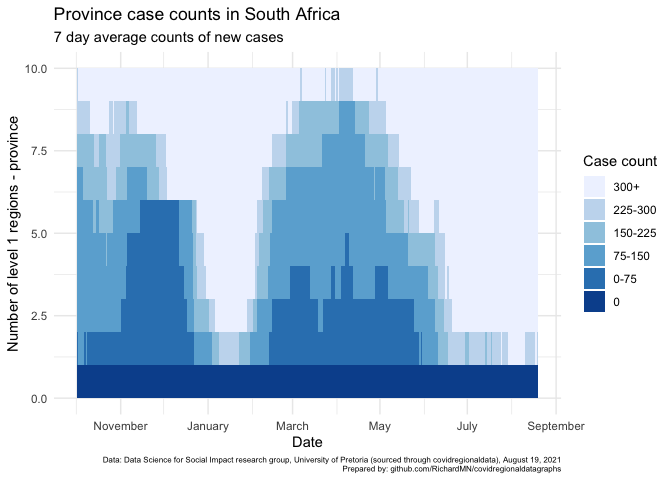 Province case counts in South Africa
7 day average counts of new cases
Number of level 1 regions - province
10.0
7.5
5.0
2.5
0.0
November
January
March
May
July
September
Date
Case count
300+
225-300
150-225
75-150
0-75
0
Data: Data Science for Social Impact research group, University of Pretoria (sourced through covidregionaldata), August 19, 2021
Prepared by: github.com/RichardMN/covidregionaldatagraphs